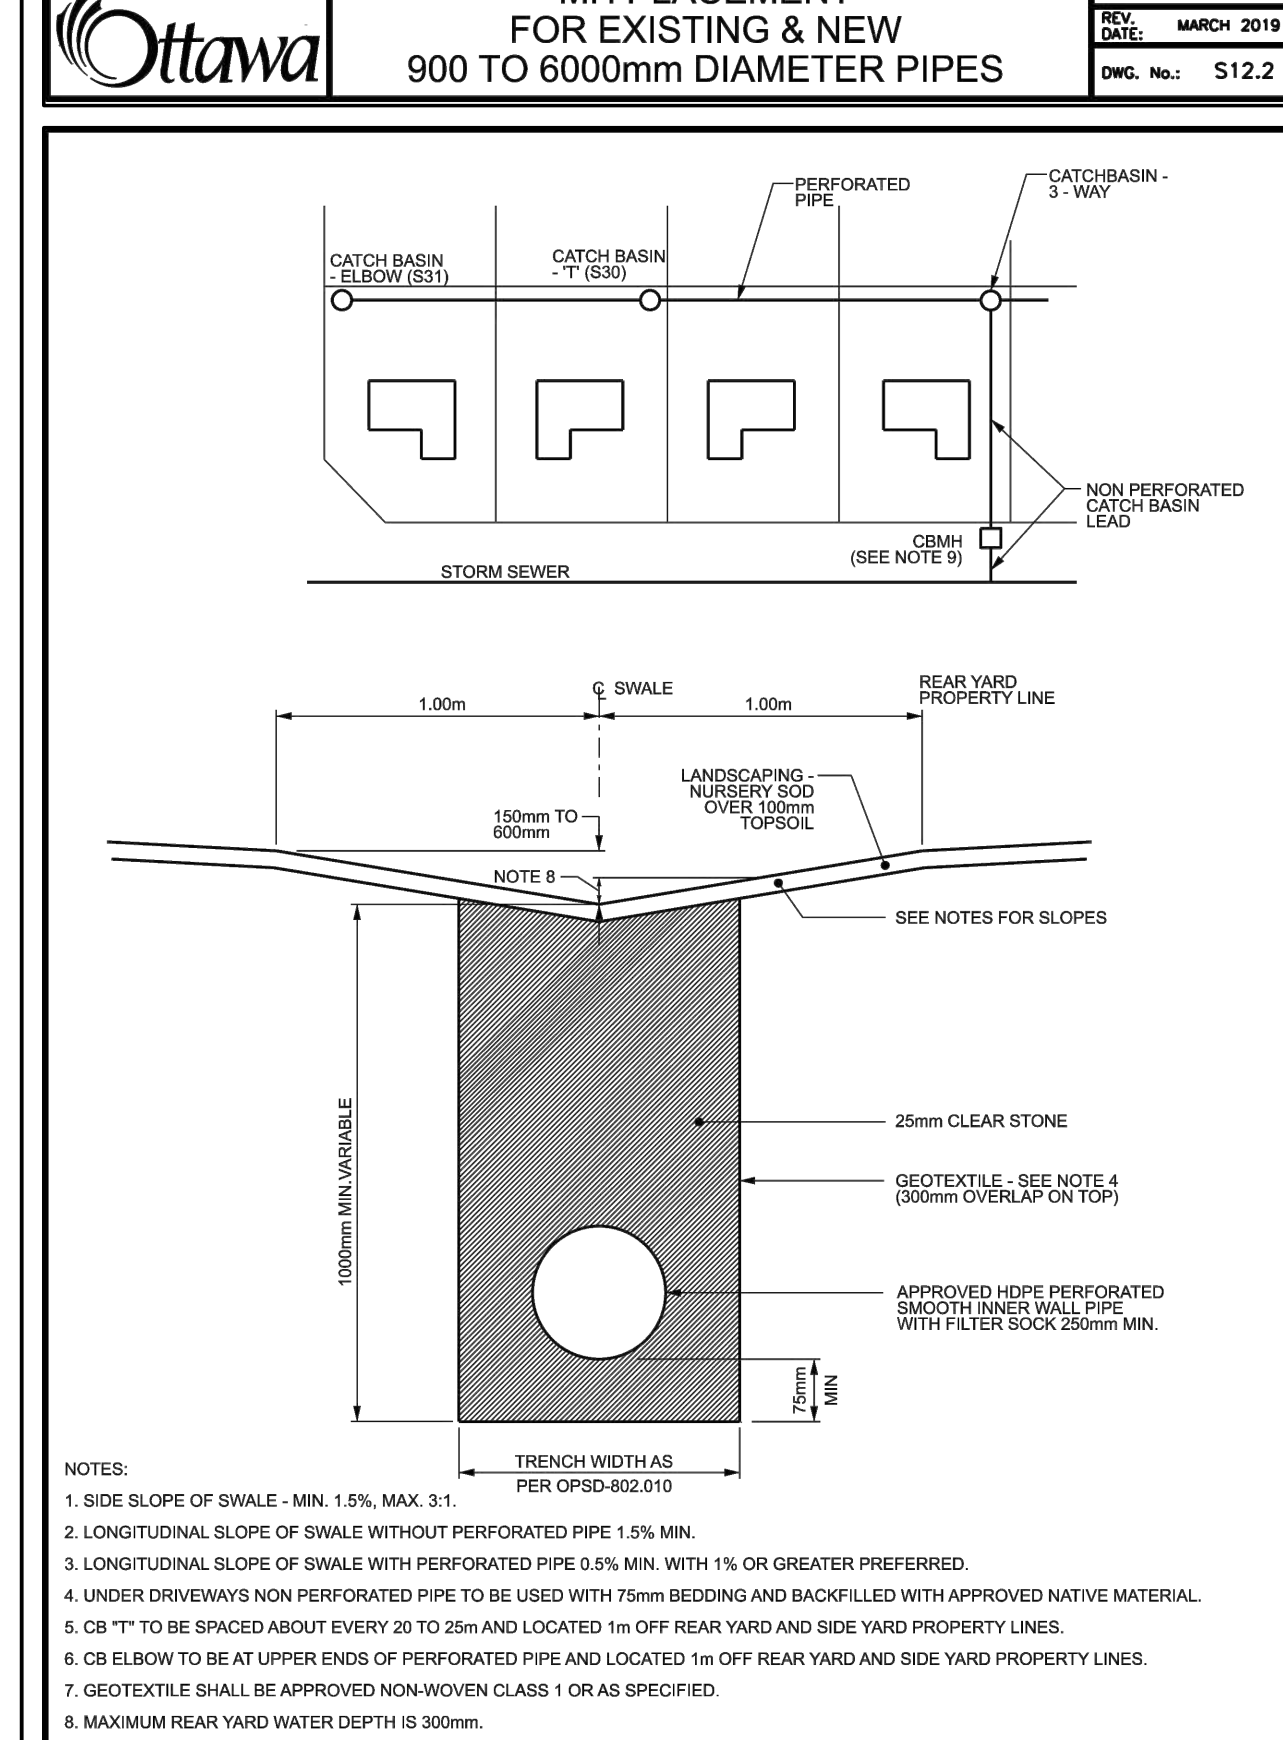 Ottawa
FOR EXISTING & NEW
900 TO 6000mm DIAMETER PIPES
REV.
DATE: MARCH 2019
DWG. No.: S12.2
PERFORATED
PIPE
CATCHBASIN -
3 - WAY
CATCH BASIN
- ELBOW (S31)
CATCH BASIN
- 'T' (S30)
NON PERFORATED
CATCH BASIN
LEAD
CBMH
(SEE NOTE 9)
STORM SEWER
℄ SWALE
REAR YARD
PROPERTY LINE
1.00m
1.00m
LANDSCAPING -
NURSERY SOD
OVER 100mm
TOPSOIL
150mm TO
600mm
NOTE 8
SEE NOTES FOR SLOPES
1000mm MIN.VARIABLE
25mm CLEAR STONE
GEOTEXTILE - SEE NOTE 4
(300mm OVERLAP ON TOP)
APPROVED HDPE PERFORATED
SMOOTH INNER WALL PIPE
WITH FILTER SOCK 250mm MIN.
75mm
MIN
TRENCH WIDTH AS
PER OPSD-802.010
NOTES:
1. SIDE SLOPE OF SWALE - MIN. 1.5%, MAX. 3:1.
2. LONGITUDINAL SLOPE OF SWALE WITHOUT PERFORATED PIPE 1.5% MIN.
3. LONGITUDINAL SLOPE OF SWALE WITH PERFORATED PIPE 0.5% MIN. WITH 1% OR GREATER PREFERRED.
4. UNDER DRIVEWAYS NON PERFORATED PIPE TO BE USED WITH 75mm BEDDING AND BACKFILLED WITH APPROVED NATIVE MATERIAL.
5. CB "T" TO BE SPACED ABOUT EVERY 20 TO 25m AND LOCATED 1m OFF REAR YARD AND SIDE YARD PROPERTY LINES.
6. CB ELBOW TO BE AT UPPER ENDS OF PERFORATED PIPE AND LOCATED 1m OFF REAR YARD AND SIDE YARD PROPERTY LINES.
7. GEOTEXTILE SHALL BE APPROVED NON-WOVEN CLASS 1 OR AS SPECIFIED.
8. MAXIMUM REAR YARD WATER DEPTH IS 300mm.